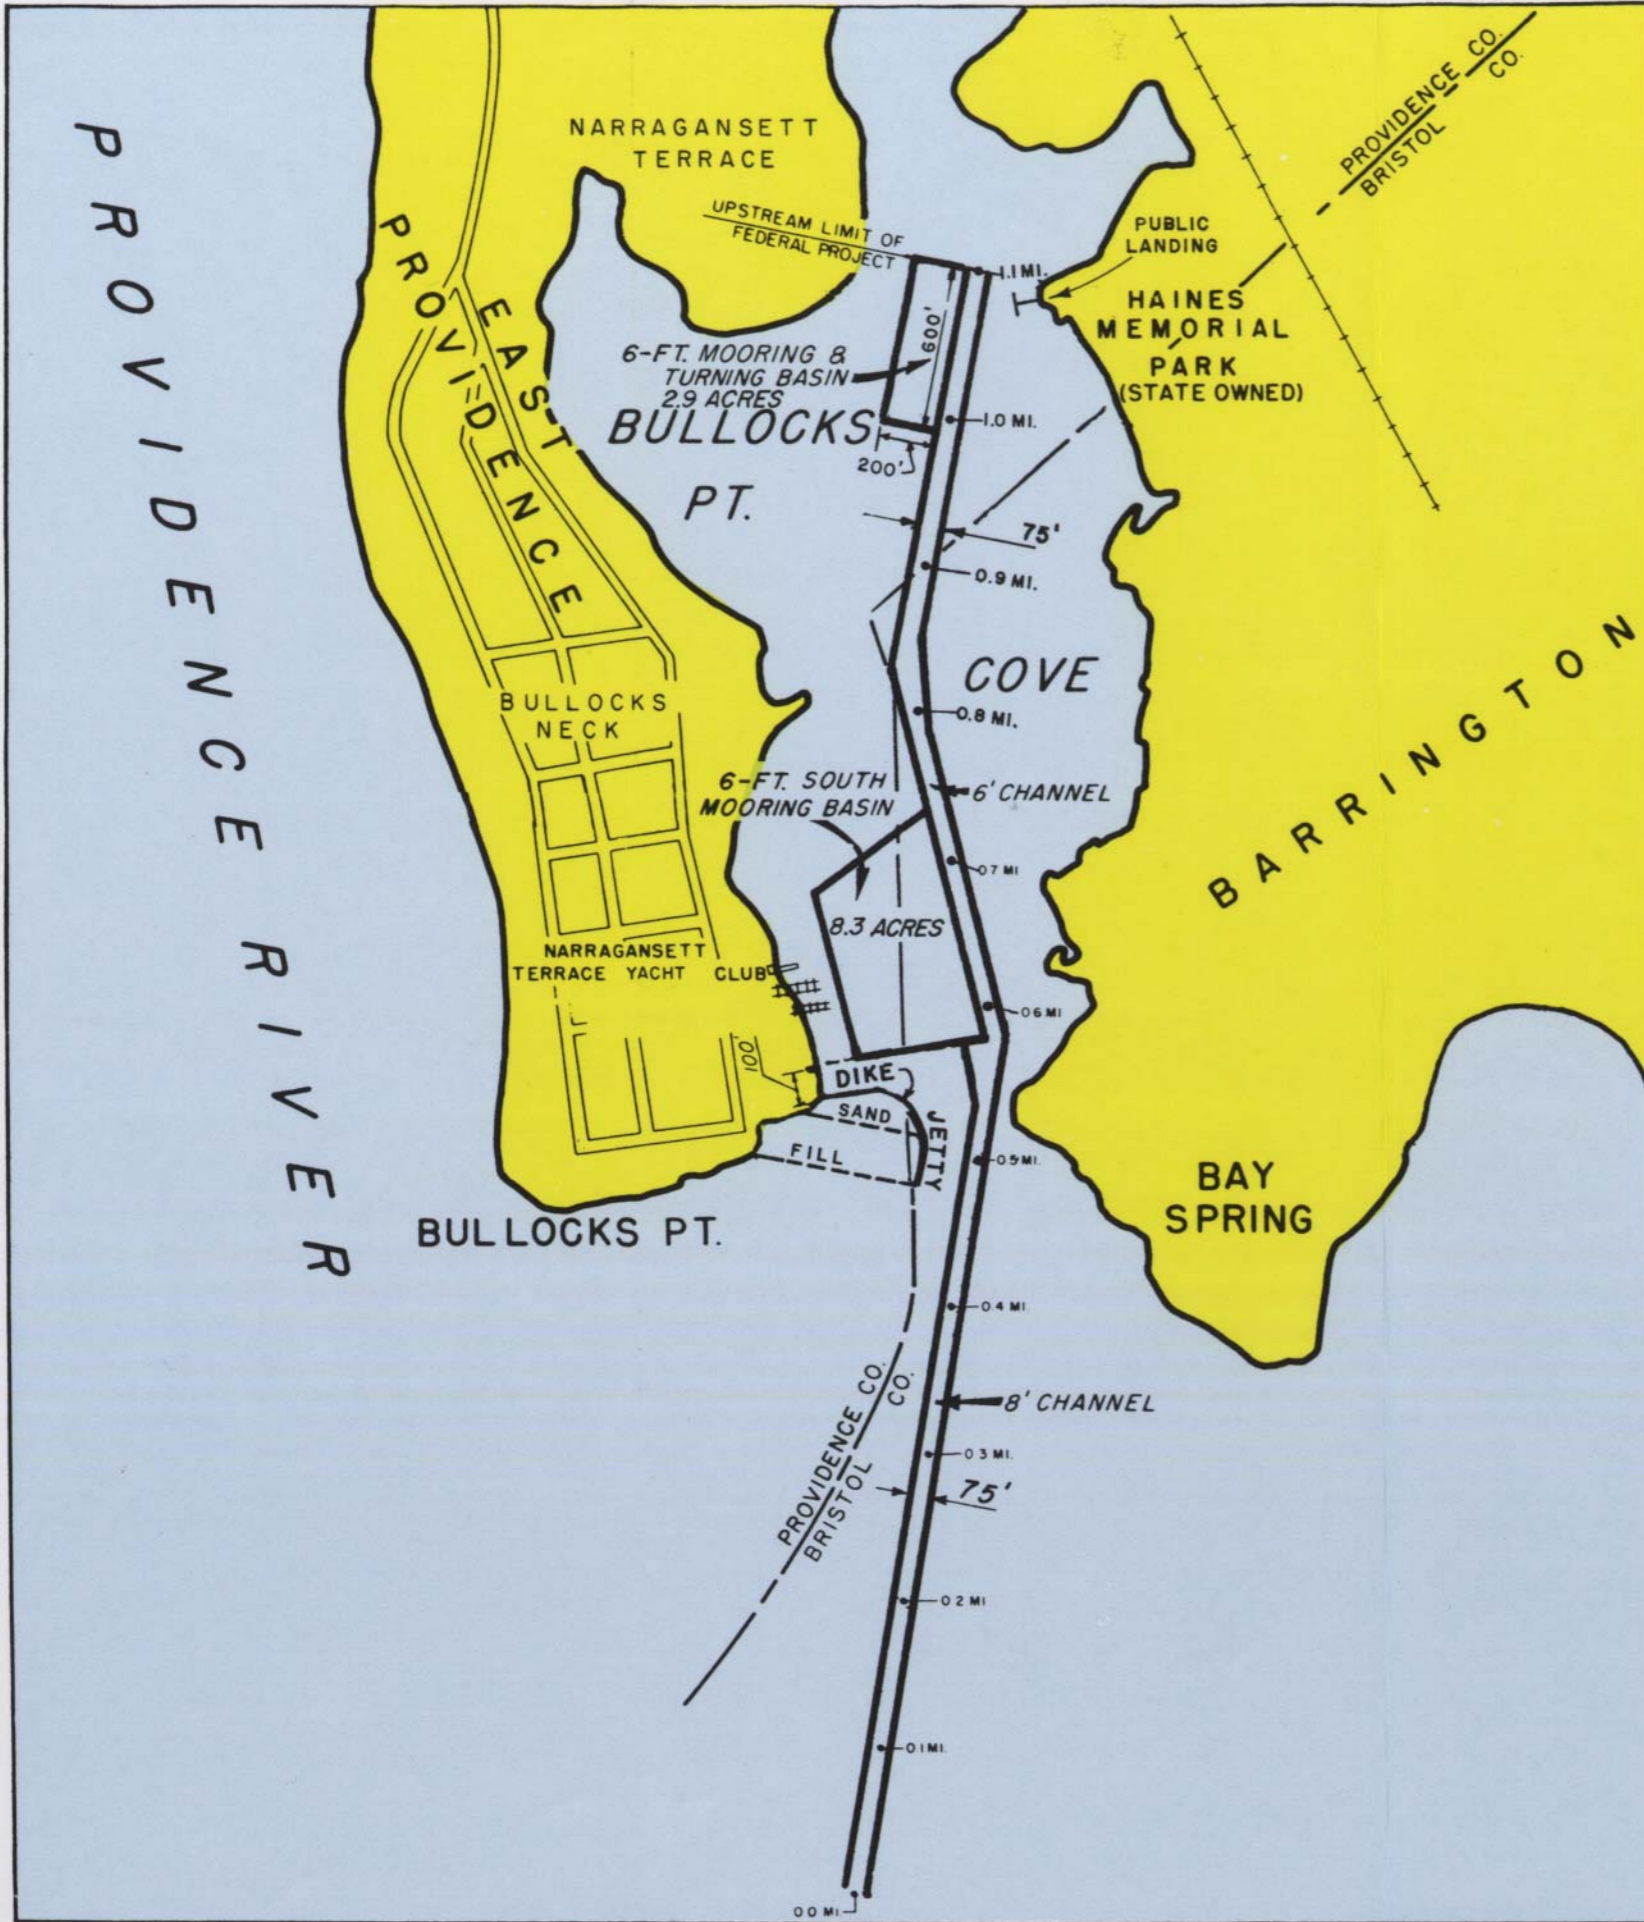 PROVIDENCE RIVER
NARRAGANSETT
TERRACE
EAST
PROVIDENCE
UPSTREAM LIMIT OF
FEDERAL PROJECT
PROVIDENCE CO.
BRISTOL CO.
PUBLIC
LANDING
HAINES
MEMORIAL
PARK
(STATE OWNED)
1.1 MI.
600'
6-FT. MOORING &
TURNING BASIN
2.9 ACRES
BULLOCKS
PT.
COVE
1.0 MI.
200'
75'
0.9 MI.
0.8 MI.
BULLOCKS
NECK
6-FT. SOUTH
MOORING BASIN
6' CHANNEL
BARRINGTON
0.7 MI
8.3 ACRES
NARRAGANSETT
TERRACE YACHT CLUB
0.6 MI
100'
DIKE
SAND
FILL
JETTY
0.5 MI.
BAY
SPRING
BULLOCKS PT.
0.4 MI.
PROVIDENCE CO.
BRISTOL CO.
8' CHANNEL
0.3 MI.
75'
0.2 MI
0.1 MI.
0.0 MI.